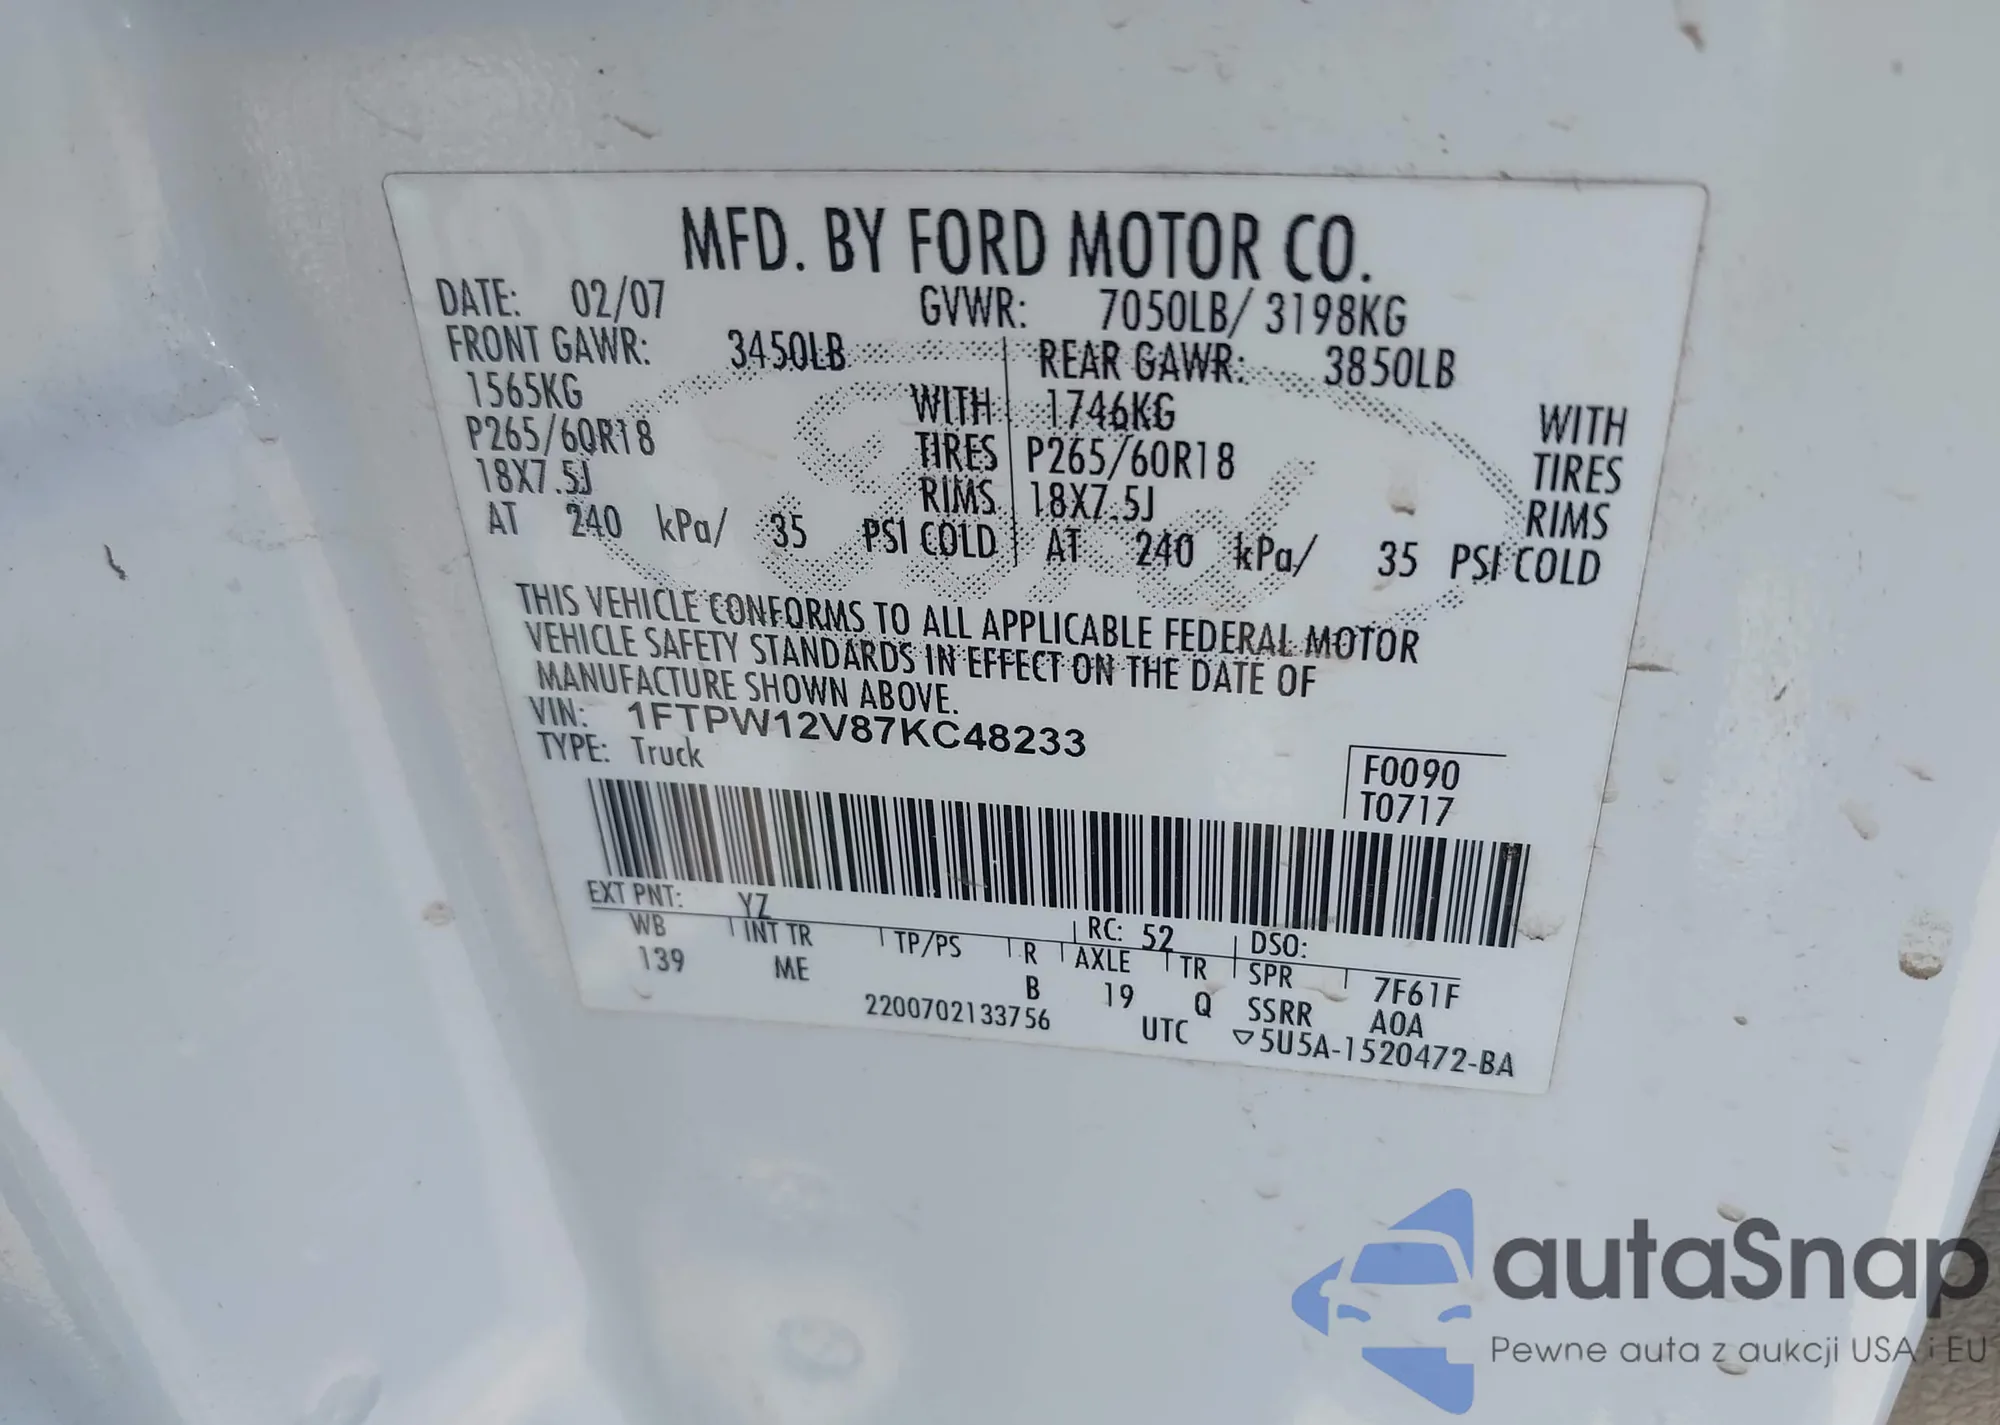 MFD. BY FORD MOTOR CO.
DATE: 02/07 GVWR: 7050LB/ 3198KG
FRONT GAWR: 3450LB REAR GAWR: 3850LB
1565KG WITH 1746KG WITH
P265/60R18 TIRES P265/60R18 TIRES
18X7.5J RIMS 18X7.5J RIMS
AT 240 kPa/ 35 PSI COLD AT 240 kPa/ 35 PSI COLD
THIS VEHICLE CONFORMS TO ALL APPLICABLE FEDERAL MOTOR
VEHICLE SAFETY STANDARDS IN EFFECT ON THE DATE OF
MANUFACTURE SHOWN ABOVE.
VIN: 1FTPW12V87KC48233
TYPE: Truck
F0090
T0717
EXT PNT: YZ RC: 52 DSO:
WB INT TR TP/PS R AXLE TR SPR 7F61F
139 ME B 19 Q SSRR A0A
2200702133756 UTC ▽5U5A-1520472-BA
Ford
autaSnap
Pewne auta z aukcji USA i EU